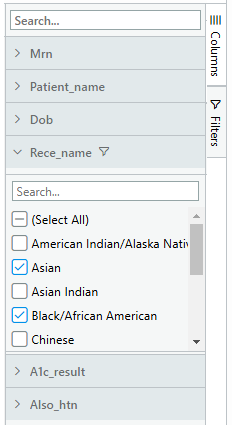 Search...
Mrn
Patient_name
Dob
Rece_name
Search...
(Select All)
American Indian/Alaska Nativ
Asian
Asian Indian
Black/African American
Chinese
A1c_result
Also_htn
Columns
Filters